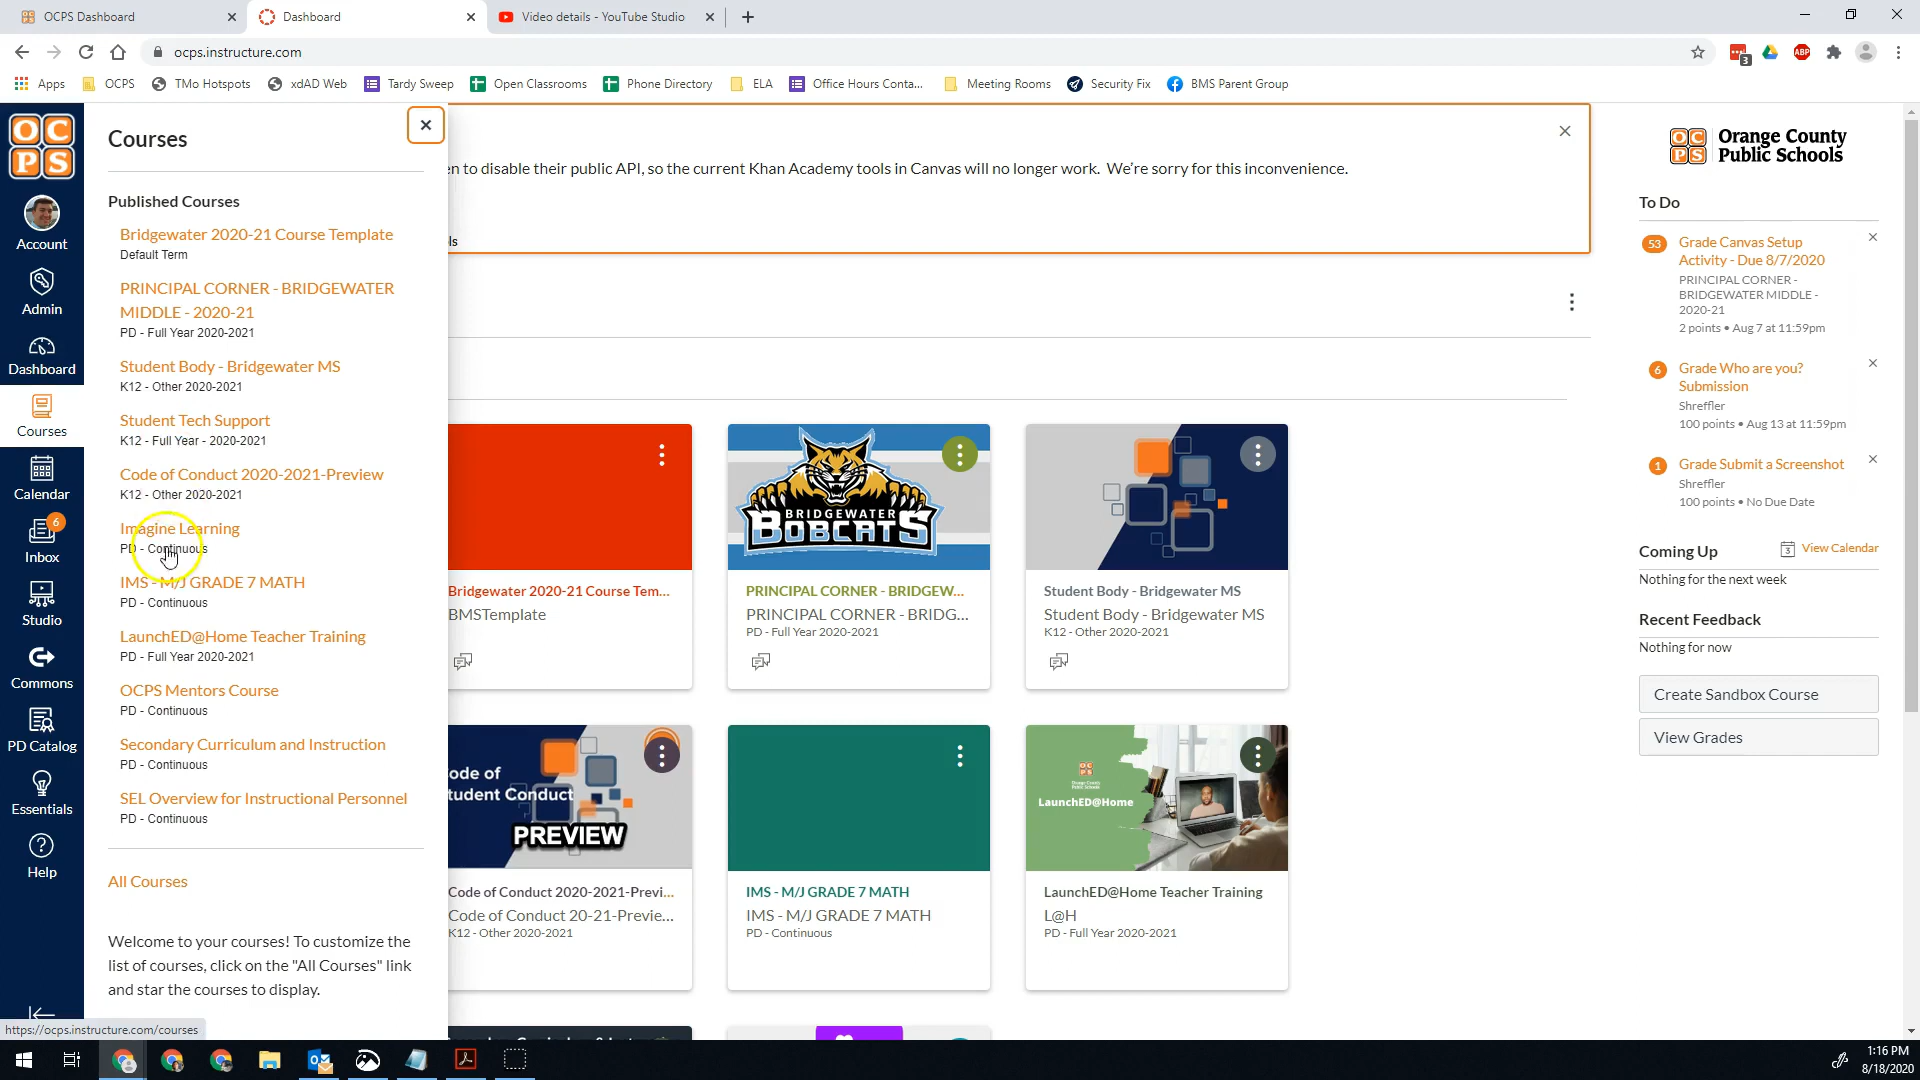 OCPS Dashboard
Dashboard
Video details - YouTube Studio
ocps.instructure.com
3
ABP
Apps
OCPS
TMo Hotspots
xdAD Web
Tardy Sweep
Open Classrooms
Phone Directory
ELA
Office Hours Conta...
Meeting Rooms
Security Fix
BMS Parent Group
OCPS
Account
Admin
Dashboard
Courses
Calendar
6
Inbox
Studio
Commons
PD Catalog
Essentials
Help
Courses
Published Courses
Bridgewater 2020-21 Course Template
Default Term
PRINCIPAL CORNER - BRIDGEWATER
MIDDLE - 2020-21
PD - Full Year 2020-2021
Student Body - Bridgewater MS
K12 - Other 2020-2021
Student Tech Support
K12 - Full Year - 2020-2021
Code of Conduct 2020-2021-Preview
K12 - Other 2020-2021
Imagine Learning
PD - Continuous
IMS - M/J GRADE 7 MATH
PD - Continuous
LaunchED@Home Teacher Training
PD - Full Year 2020-2021
OCPS Mentors Course
PD - Continuous
Secondary Curriculum and Instruction
PD - Continuous
SEL Overview for Instructional Personnel
PD - Continuous
All Courses
Welcome to your courses! To customize the
list of courses, click on the "All Courses" link
and star the courses to display.
https://ocps.instructure.com/courses
en to disable their public API, so the current Khan Academy tools in Canvas will no longer work. We're sorry for this inconvenience.
ls
Bridgewater 2020-21 Course Tem...
BMSTemplate
BRIDGEWATER
BOBCATS
PRINCIPAL CORNER - BRIDGEW...
PRINCIPAL CORNER - BRIDG...
PD - Full Year 2020-2021
Student Body - Bridgewater MS
Student Body - Bridgewater MS
K12 - Other 2020-2021
ode of
tudent Conduct
PREVIEW
Code of Conduct 2020-2021-Previ...
Code of Conduct 20-21-Previe...
K12 - Other 2020-2021
IMS - M/J GRADE 7 MATH
IMS - M/J GRADE 7 MATH
PD - Continuous
LaunchED@Home
LaunchED@Home Teacher Training
L@H
PD - Full Year 2020-2021
OCPS
Orange County
Public Schools
To Do
53
Grade Canvas Setup
Activity - Due 8/7/2020
PRINCIPAL CORNER -
BRIDGEWATER MIDDLE -
2020-21
2 points • Aug 7 at 11:59pm
6
Grade Who are you?
Submission
Shreffler
100 points • Aug 13 at 11:59pm
1
Grade Submit a Screenshot
Shreffler
100 points • No Due Date
Coming Up
3
View Calendar
Nothing for the next week
Recent Feedback
Nothing for now
Create Sandbox Course
View Grades
1:16 PM
8/18/2020